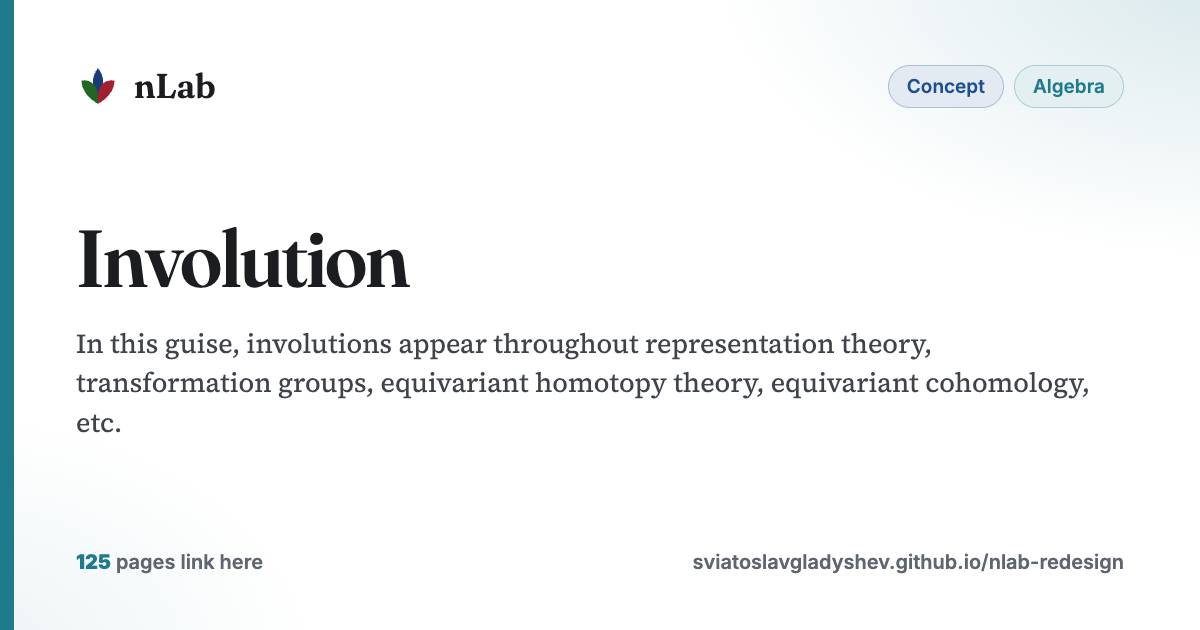 nLab
Concept
Algebra
Involution
In this guise, involutions appear throughout representation theory,
transformation groups, equivariant homotopy theory, equivariant cohomology,
etc.
125 pages link here
sviatoslavgladyshev.github.io/nlab-redesign